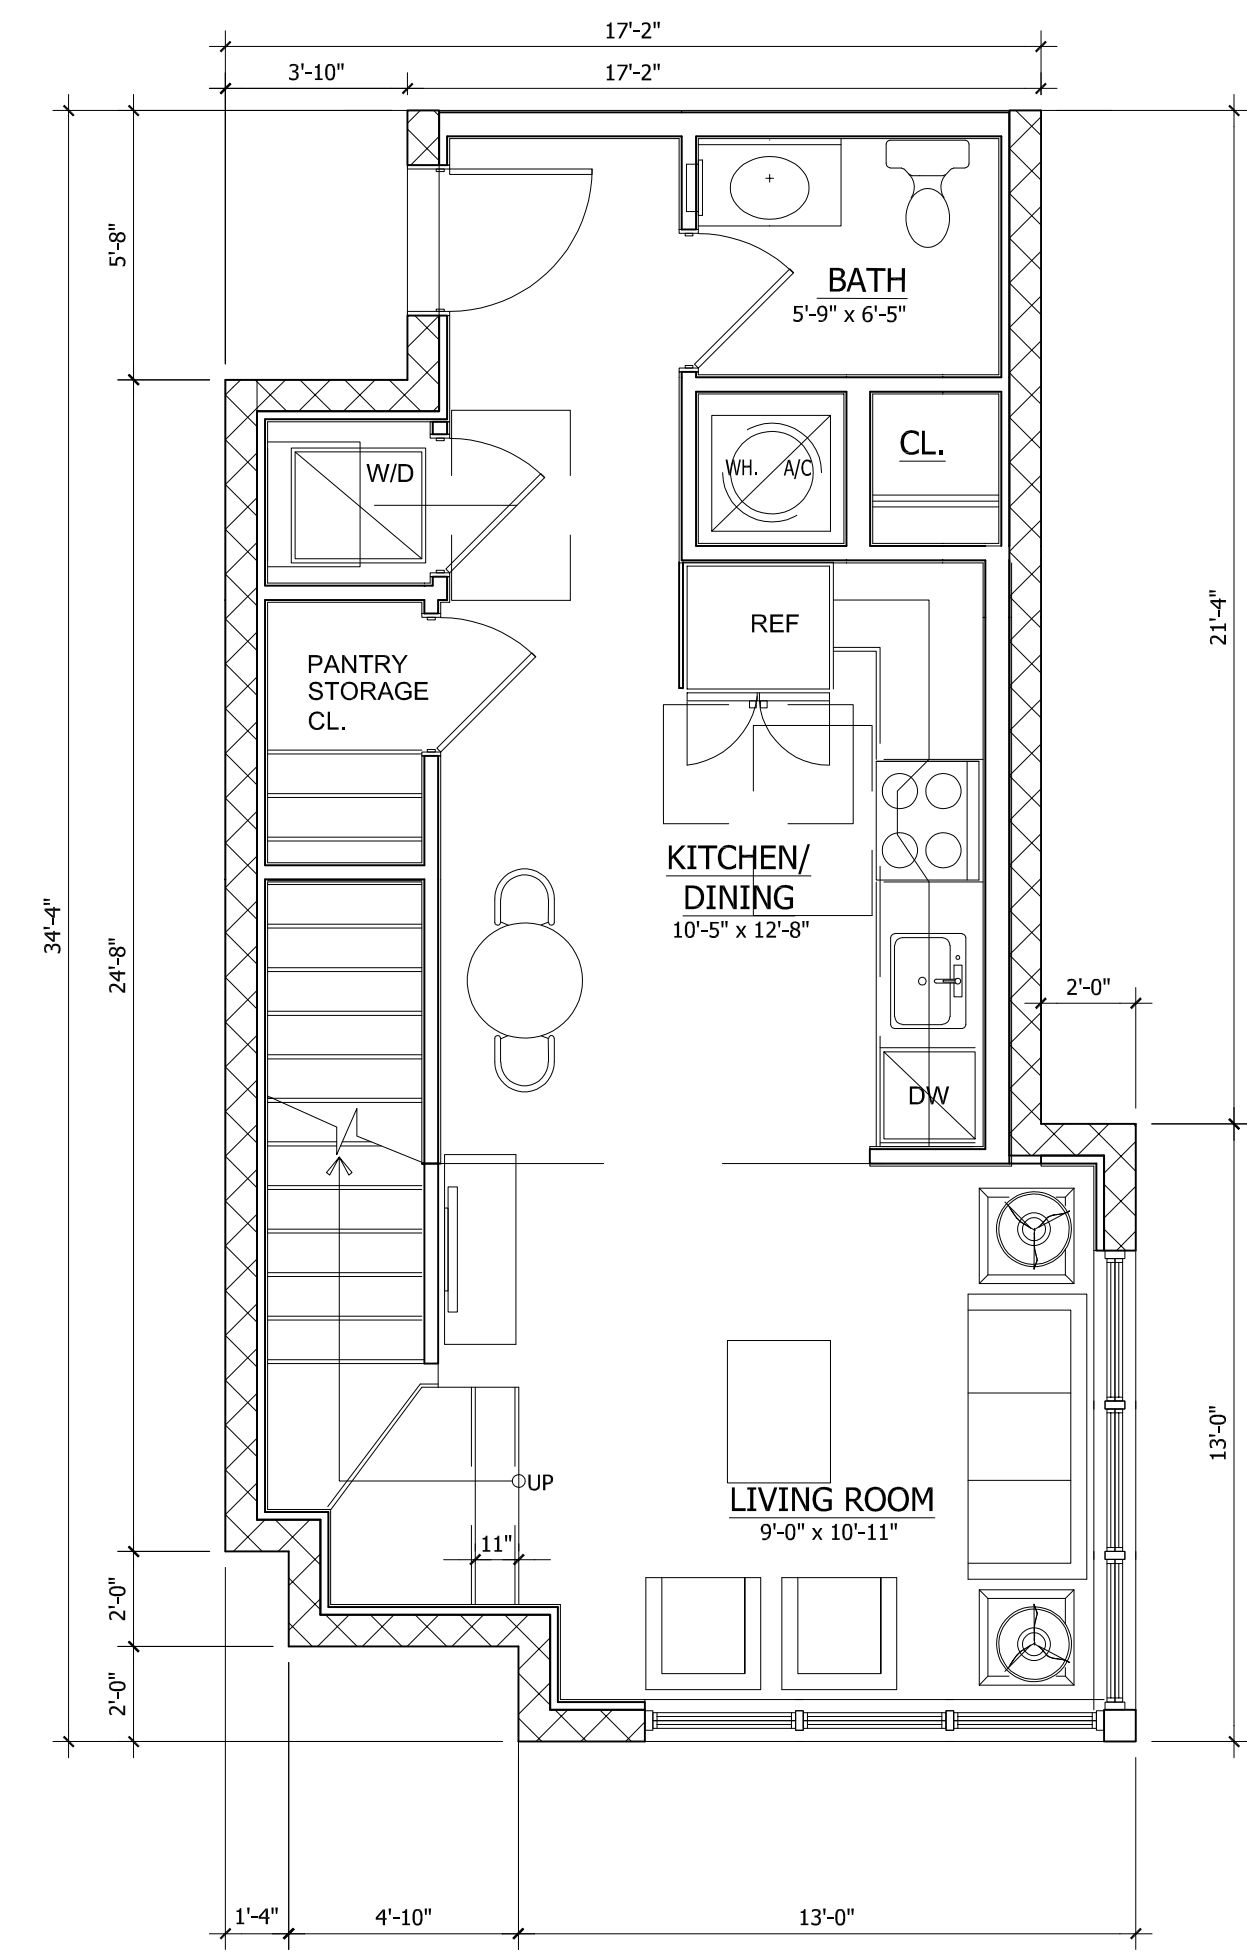 17'-2"
3'-10"
17'-2"
5'-8"
BATH
5'-9" x 6'-5"
W/D
WH.
A/C
CL.
REF
21'-4"
PANTRY
STORAGE
CL.
KITCHEN/
DINING
10'-5" x 12'-8"
34'-4"
24'-8"
2'-0"
DW
13'-0"
UP
LIVING ROOM
9'-0" x 10'-11"
11"
2'-0"
2'-0"
1'-4"
4'-10"
13'-0"